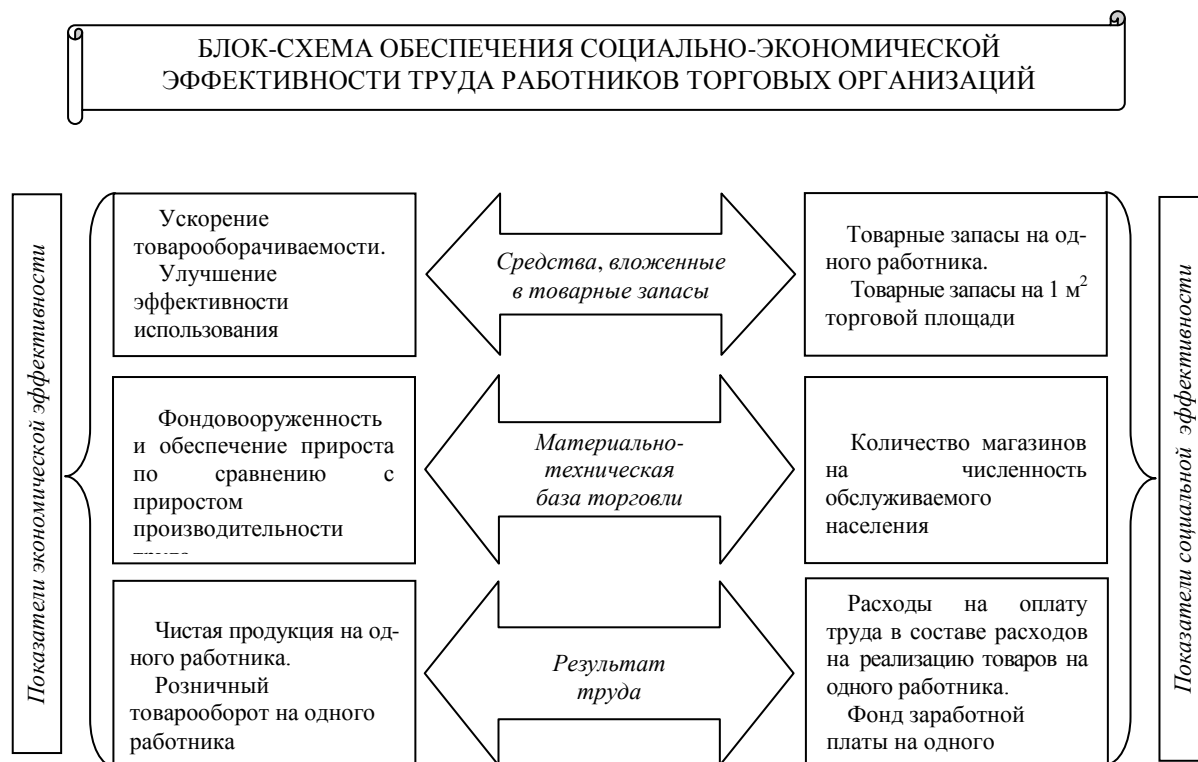 БЛОК-СХЕМА ОБЕСПЕЧЕНИЯ СОЦИАЛЬНО-ЭКОНОМИЧЕСКОЙ
ЭФФЕКТИВНОСТИ ТРУДА РАБОТНИКОВ ТОРГОВЫХ ОРГАНИЗАЦИЙ
Показатели экономической эффективности
Ускорение
товарооборачиваемости.
Улучшение
эффективности
использования
Средства, вложенные
в товарные запасы
Товарные запасы на од-
ного работника.
Товарные запасы на 1 м²
торговой площади
Фондовооруженность
и обеспечение прироста
по сравнению с
приростом
производительности
Материально-
техническая
база торговли
Количество магазинов
на численность
обслуживаемого
населения
Чистая продукция на од-
ного работника.
Розничный
товарооборот на одного
работника
Результат
труда
Расходы на оплату
труда в составе расходов
на реализацию товаров на
одного работника.
Фонд заработной
платы на одного
Показатели социальной эффективности